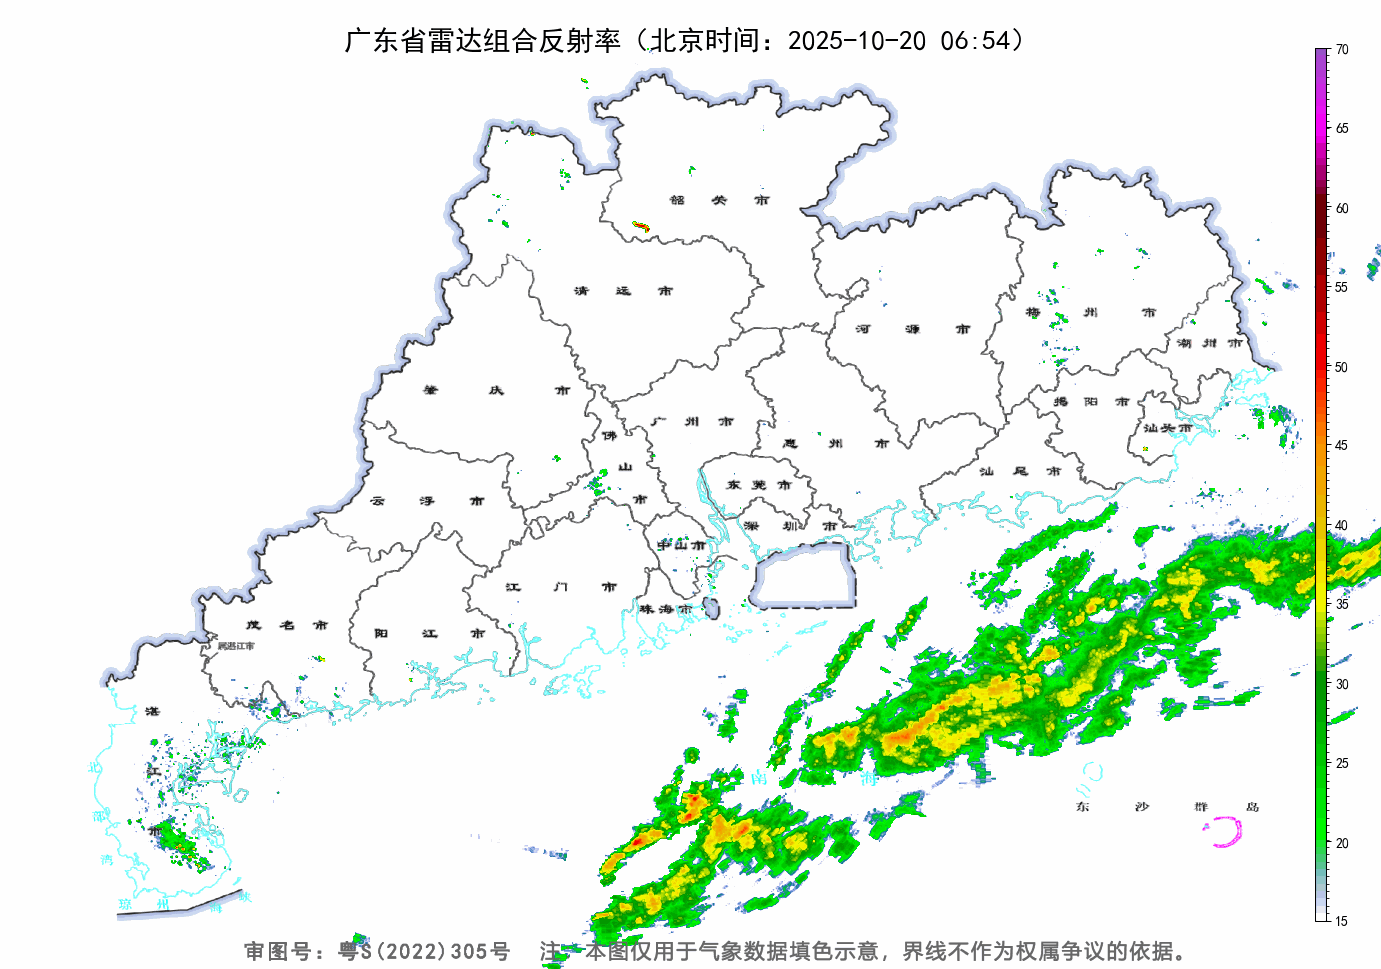 广东省雷达组合反射率（北京时间：2025-10-20 06:54）
70
65
60
55
50
45
40
35
30
25
20
15
韶关市
清远市
河源市
梅州市
潮州市
肇庆市
广州市
揭阳市
汕头市
佛山市
惠州市
汕尾市
云浮市
东莞市
深圳市
中山市
江门市
珠海市
茂名市
阳江市
属湛江市
湛江市
北部湾
南海
东沙群岛
琼州海峡
审图号：粤S(2022)305号 注：本图仅用于气象数据填色示意，界线不作为权属争议的依据。